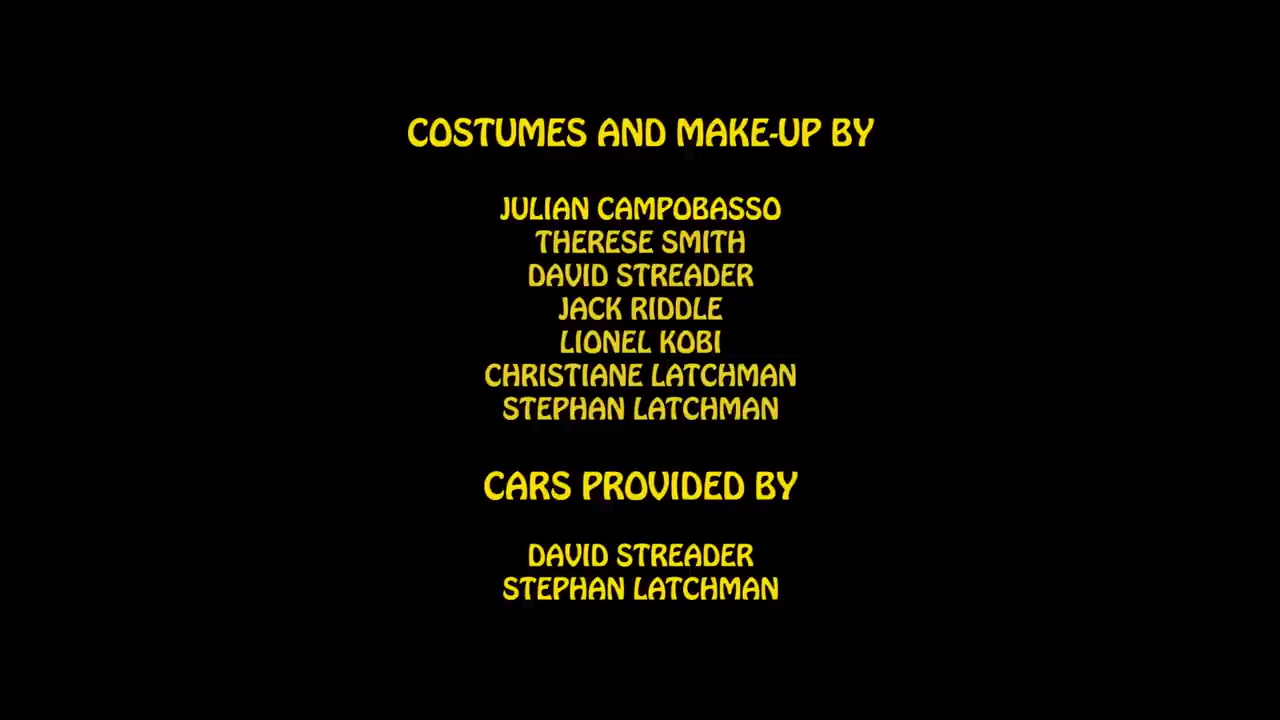 COSTUMES AND MAKE-UP BY
JULIAN CAMPOBASSO
THERESE SMITH
DAVID STREADER
JACK RIDDLE
LIONEL KOBI
CHRISTIANE LATCHMAN
STEPHAN LATCHMAN
CARS PROVIDED BY
DAVID STREADER
STEPHAN LATCHMAN